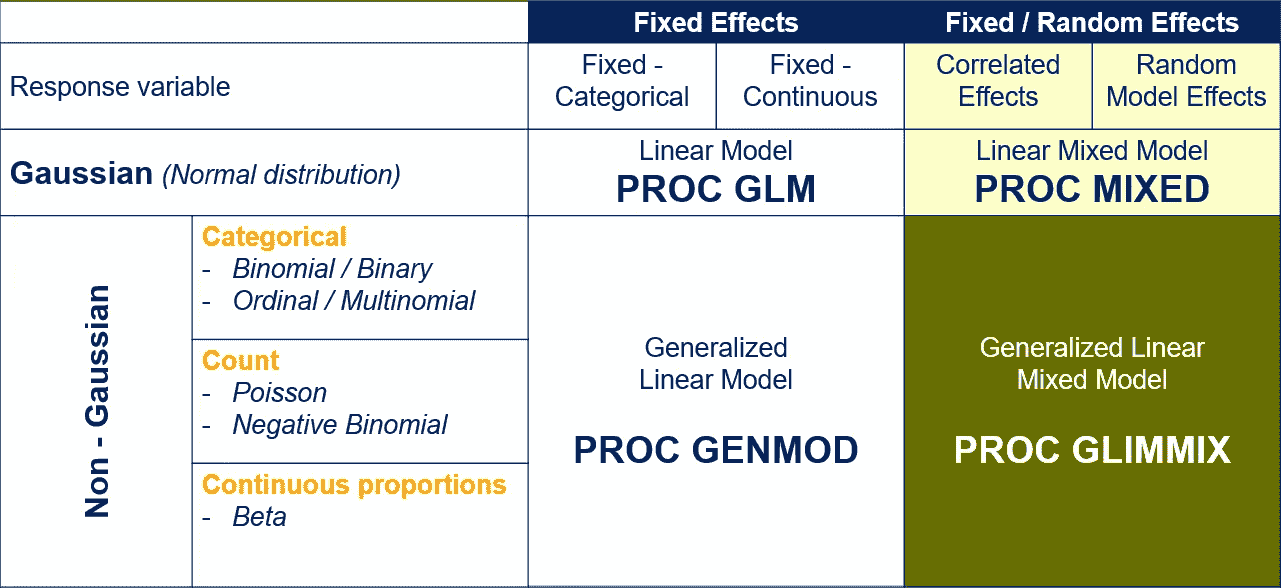 Fixed Effects
Fixed / Random Effects
Response variable
Fixed -
Categorical
Fixed -
Continuous
Correlated
Effects
Random
Model Effects
Gaussian (Normal distribution)
Linear Model
PROC GLM
Linear Mixed Model
PROC MIXED
Non - Gaussian
Categorical
- Binomial / Binary
- Ordinal / Multinomial
Count
- Poisson
- Negative Binomial
Continuous proportions
- Beta
Generalized
Linear Model
PROC GENMOD
Generalized Linear
Mixed Model
PROC GLIMMIX